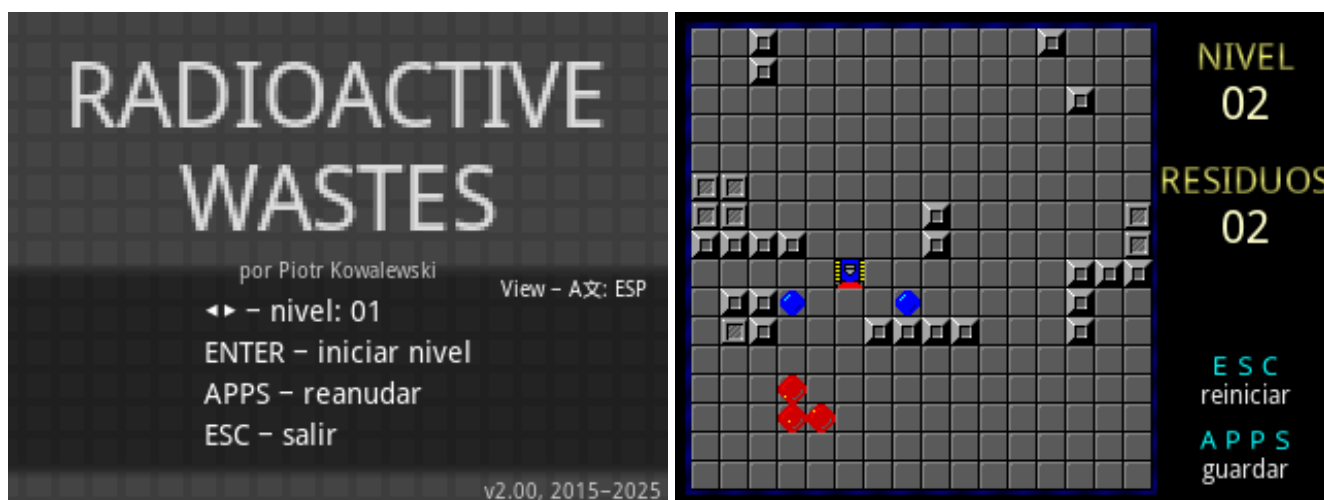 RADIOACTIVE
WASTES
por Piotr Kowalewski
View – A文: ESP
◂▸ – nivel: 01
ENTER – iniciar nivel
APPS – reanudar
ESC – salir
v2.00, 2015–2025
NIVEL
02
RESIDUOS
02
ESC
reiniciar
APPS
guardar